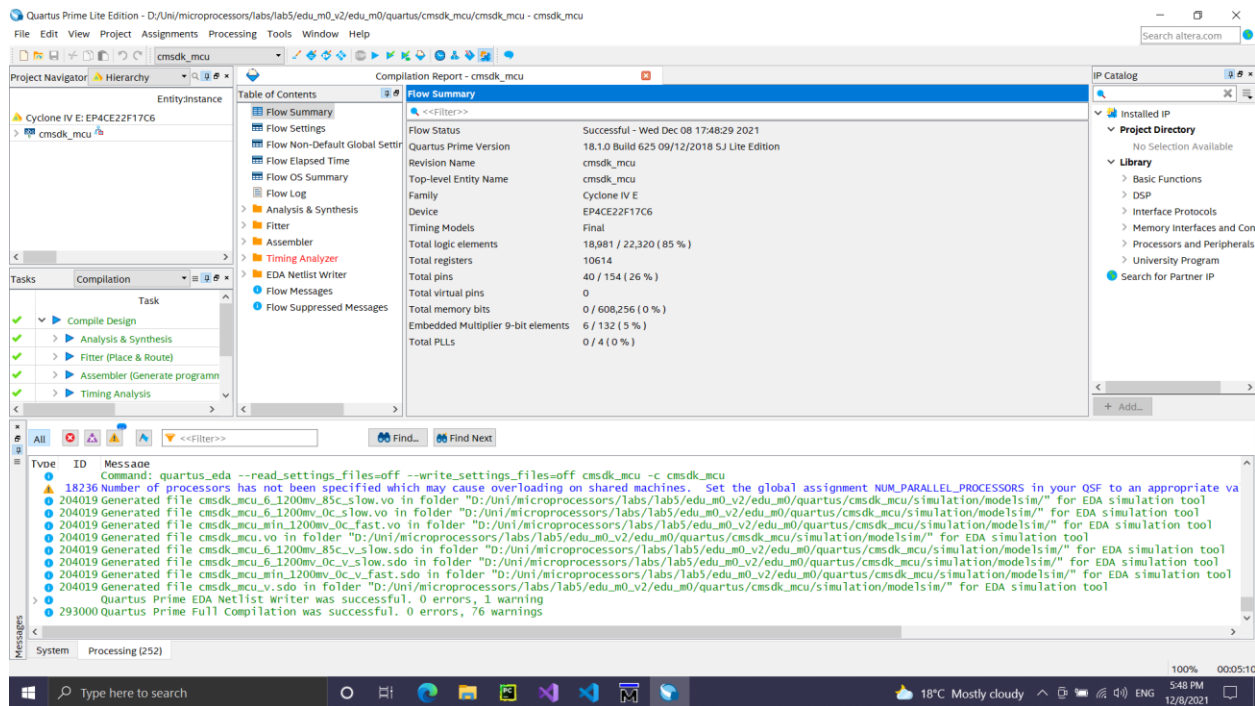 Quartus Prime Lite Edition - D:/Uni/microprocessors/labs/lab5/edu_m0_v2/edu_m0/quartus/cmsdk_mcu/cmsdk_mcu - cmsdk_mcu
File Edit View Project Assignments Processing Tools Window Help
Search altera.com
cmsdk_mcu
Project Navigator Hierarchy
Entity:Instance
Cyclone IV E: EP4CE22F17C6
cmsdk_mcu
Tasks Compilation
Task
Compile Design
Analysis & Synthesis
Fitter (Place & Route)
Assembler (Generate programn
Timing Analysis
Compilation Report - cmsdk_mcu
Table of Contents
Flow Summary
Flow Settings
Flow Non-Default Global Settir
Flow Elapsed Time
Flow OS Summary
Flow Log
Analysis & Synthesis
Fitter
Assembler
Timing Analyzer
EDA Netlist Writer
Flow Messages
Flow Suppressed Messages
Flow Summary
<<Filter>>
Flow Status Successful - Wed Dec 08 17:48:29 2021
Quartus Prime Version 18.1.0 Build 625 09/12/2018 SJ Lite Edition
Revision Name cmsdk_mcu
Top-level Entity Name cmsdk_mcu
Family Cyclone IV E
Device EP4CE22F17C6
Timing Models Final
Total logic elements 18,981 / 22,320 ( 85 % )
Total registers 10614
Total pins 40 / 154 ( 26 % )
Total virtual pins 0
Total memory bits 0 / 608,256 ( 0 % )
Embedded Multiplier 9-bit elements 6 / 132 ( 5 % )
Total PLLs 0 / 4 ( 0 % )
IP Catalog
Installed IP
Project Directory
No Selection Available
Library
Basic Functions
DSP
Interface Protocols
Memory Interfaces and Con
Processors and Peripherals
University Program
Search for Partner IP
+ Add...
All <<Filter>> Find... Find Next
Type ID Message
Command: quartus_eda --read_settings_files=off --write_settings_files=off cmsdk_mcu -c cmsdk_mcu
18236 Number of processors has not been specified which may cause overloading on shared machines. Set the global assignment NUM_PARALLEL_PROCESSORS in your QSF to an appropriate va
204019 Generated file cmsdk_mcu_6_1200mv_85c_slow.vo in folder "D:/Uni/microprocessors/labs/lab5/edu_m0_v2/edu_m0/quartus/cmsdk_mcu/simulation/modelsim/" for EDA simulation tool
204019 Generated file cmsdk_mcu_6_1200mv_0c_slow.vo in folder "D:/Uni/microprocessors/labs/lab5/edu_m0_v2/edu_m0/quartus/cmsdk_mcu/simulation/modelsim/" for EDA simulation tool
204019 Generated file cmsdk_mcu_min_1200mv_0c_fast.vo in folder "D:/Uni/microprocessors/labs/lab5/edu_m0_v2/edu_m0/quartus/cmsdk_mcu/simulation/modelsim/" for EDA simulation tool
204019 Generated file cmsdk_mcu.vo in folder "D:/Uni/microprocessors/labs/lab5/edu_m0_v2/edu_m0/quartus/cmsdk_mcu/simulation/modelsim/" for EDA simulation tool
204019 Generated file cmsdk_mcu_6_1200mv_85c_v_slow.sdo in folder "D:/Uni/microprocessors/labs/lab5/edu_m0_v2/edu_m0/quartus/cmsdk_mcu/simulation/modelsim/" for EDA simulation tool
204019 Generated file cmsdk_mcu_6_1200mv_0c_v_slow.sdo in folder "D:/Uni/microprocessors/labs/lab5/edu_m0_v2/edu_m0/quartus/cmsdk_mcu/simulation/modelsim/" for EDA simulation tool
204019 Generated file cmsdk_mcu_min_1200mv_0c_v_fast.sdo in folder "D:/Uni/microprocessors/labs/lab5/edu_m0_v2/edu_m0/quartus/cmsdk_mcu/simulation/modelsim/" for EDA simulation tool
204019 Generated file cmsdk_mcu_v.sdo in folder "D:/Uni/microprocessors/labs/lab5/edu_m0_v2/edu_m0/quartus/cmsdk_mcu/simulation/modelsim/" for EDA simulation tool
Quartus Prime EDA Netlist Writer was successful. 0 errors, 1 warning
293000 Quartus Prime Full Compilation was successful. 0 errors, 76 warnings
Messages
System Processing (252)
100% 00:05:10
Type here to search
18°C Mostly cloudy
ENG
5:48 PM
12/8/2021